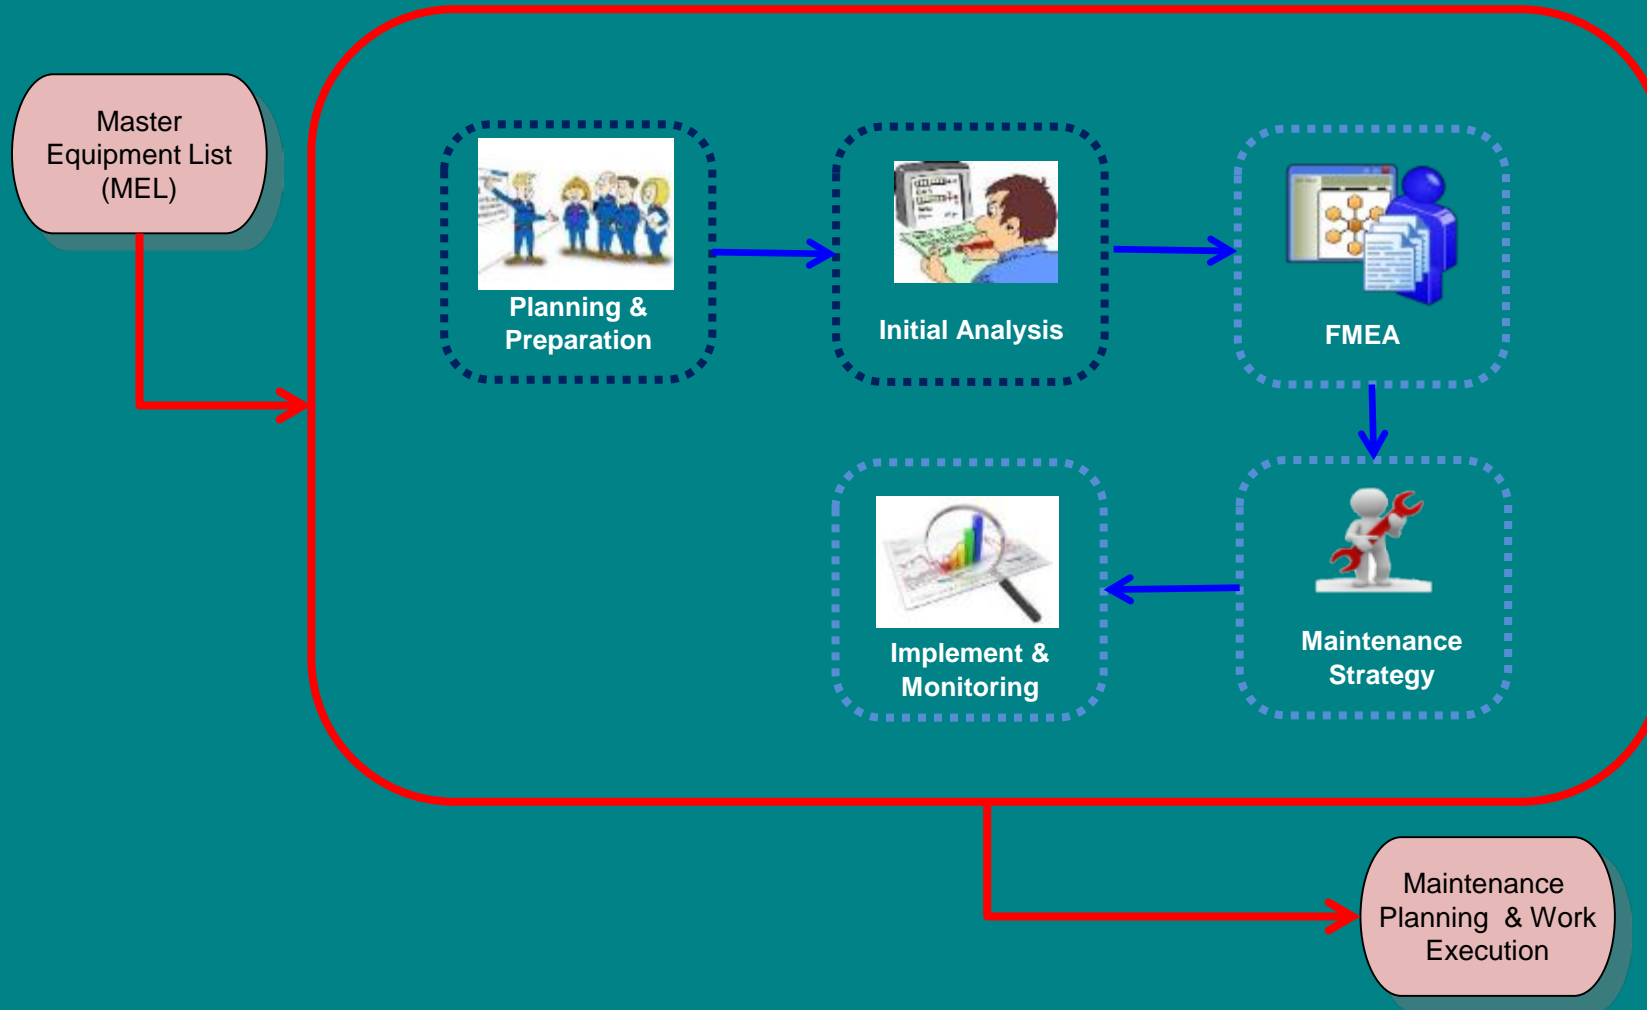 Master
Equipment List
(MEL)
Planning &
Preparation
Initial Analysis
FMEA
Implement &
Monitoring
Maintenance
Strategy
Maintenance
Planning & Work
Execution